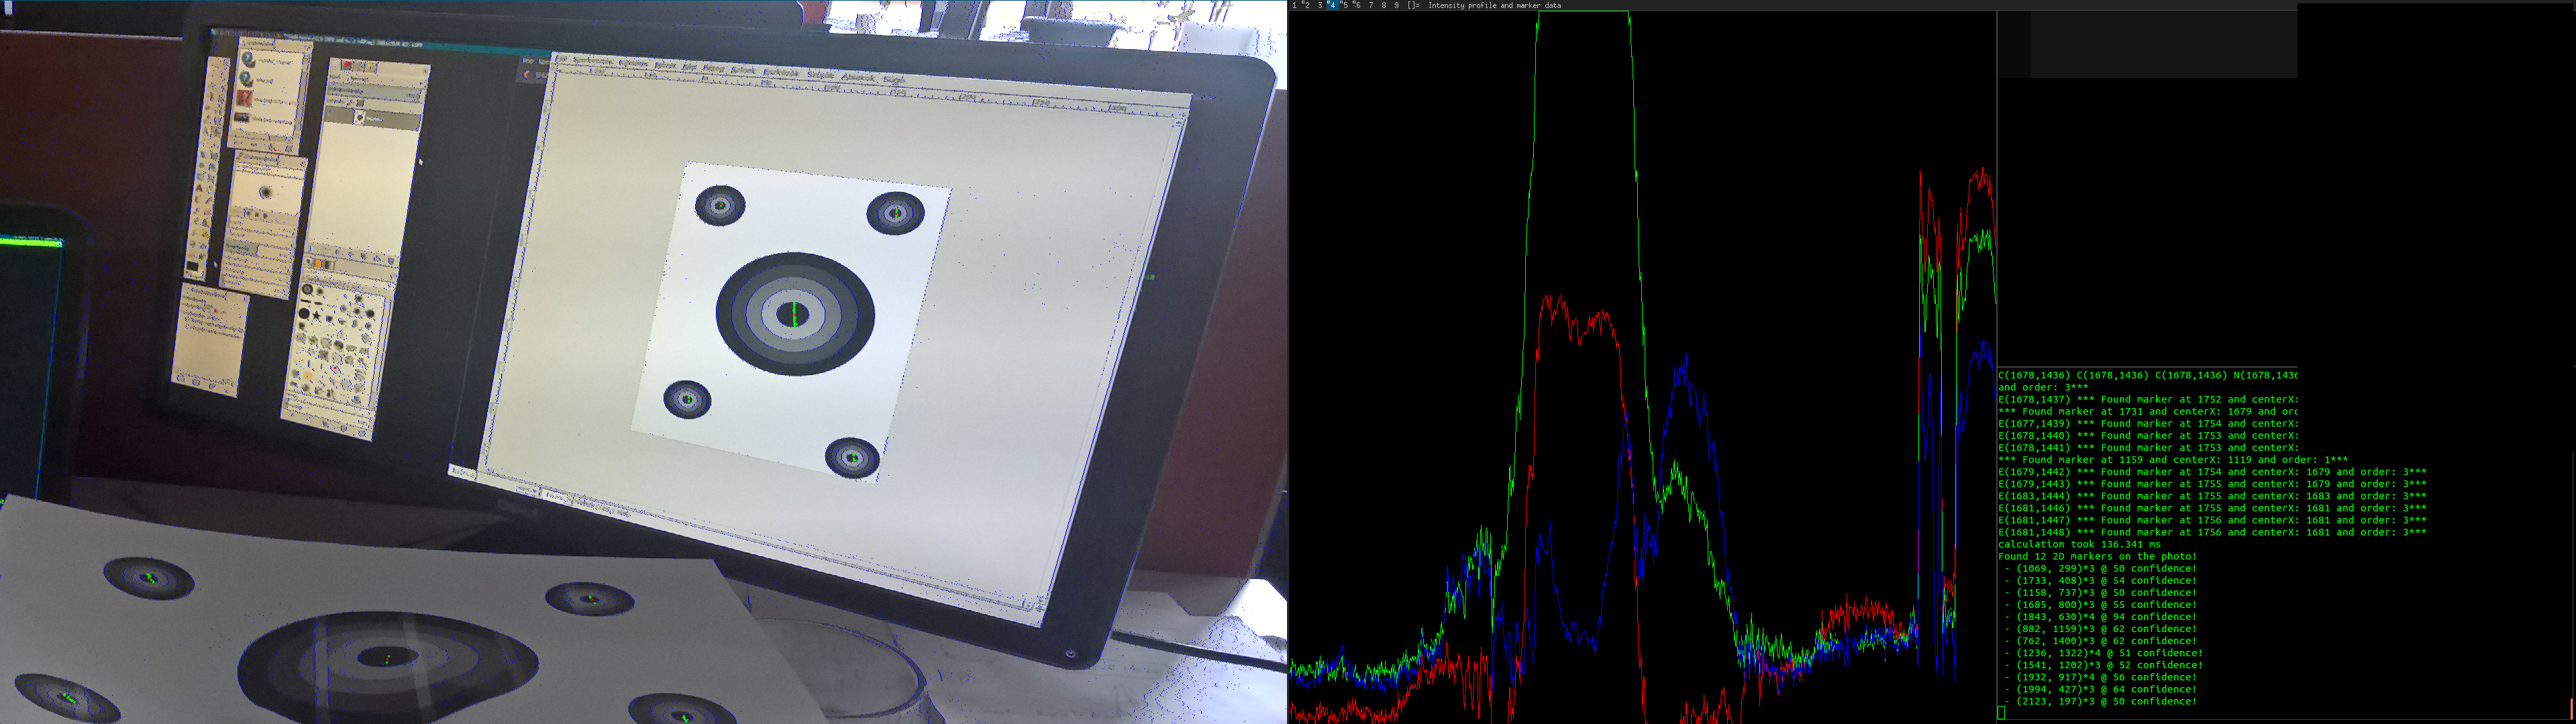 1 2 3 4 5 6 7 8 9 []= Intensity profile and marker data
C(1678,1436) C(1678,1436) C(1678,1436) N(1678,1436
and order: 3***
E(1678,1437) *** Found marker at 1752 and centerX:
*** Found marker at 1731 and centerX: 1679 and orc
E(1677,1439) *** Found marker at 1754 and centerX:
E(1678,1440) *** Found marker at 1753 and centerX:
E(1678,1441) *** Found marker at 1753 and centerX:
*** Found marker at 1159 and centerX: 1119 and order: 1***
E(1679,1442) *** Found marker at 1754 and centerX: 1679 and order: 3***
E(1679,1443) *** Found marker at 1755 and centerX: 1679 and order: 3***
E(1683,1444) *** Found marker at 1755 and centerX: 1683 and order: 3***
E(1681,1446) *** Found marker at 1755 and centerX: 1681 and order: 3***
E(1681,1447) *** Found marker at 1756 and centerX: 1681 and order: 3***
E(1681,1448) *** Found marker at 1756 and centerX: 1681 and order: 3***
calculation took 136.341 ms
Found 12 2D markers on the photo!
- (1069, 299)*3 @ 50 confidence!
- (1733, 408)*3 @ 54 confidence!
- (1158, 737)*3 @ 50 confidence!
- (1685, 800)*3 @ 55 confidence!
- (1843, 630)*4 @ 94 confidence!
- (882, 1159)*3 @ 62 confidence!
- (762, 1400)*3 @ 62 confidence!
- (1236, 1322)*4 @ 51 confidence!
- (1541, 1202)*3 @ 52 confidence!
- (1932, 917)*4 @ 56 confidence!
- (1994, 427)*3 @ 64 confidence!
- (2123, 197)*3 @ 50 confidence!